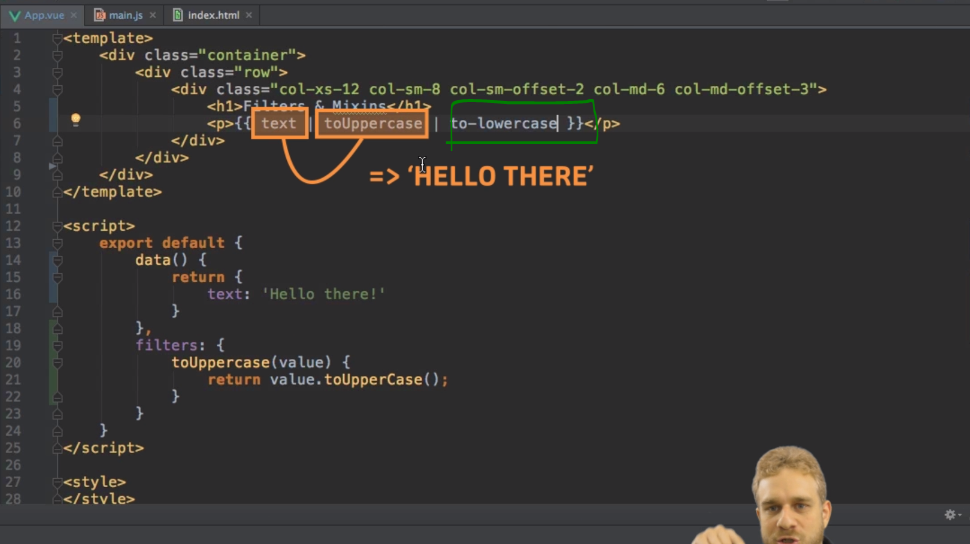 App.vue
main.js
index.html
1 <template>
2 <div class="container">
3 <div class="row">
4 <div class="col-xs-12 col-sm-8 col-sm-offset-2 col-md-6 col-md-offset-3">
5 <h1>Filters & Mixins</h1>
6 <p>{{ text | toUppercase | to-lowercase }}</p>
7 </div>
8 </div>
=> ‘HELLO THERE’
9 </div>
10 </template>
11
12 <script>
13 export default {
14 data() {
15 return {
16 text: 'Hello there!'
17 }
18 },
19 filters: {
20 toUppercase(value) {
21 return value.toUpperCase();
22 }
23 }
24 }
25 </script>
26
27 <style>
28 </style>